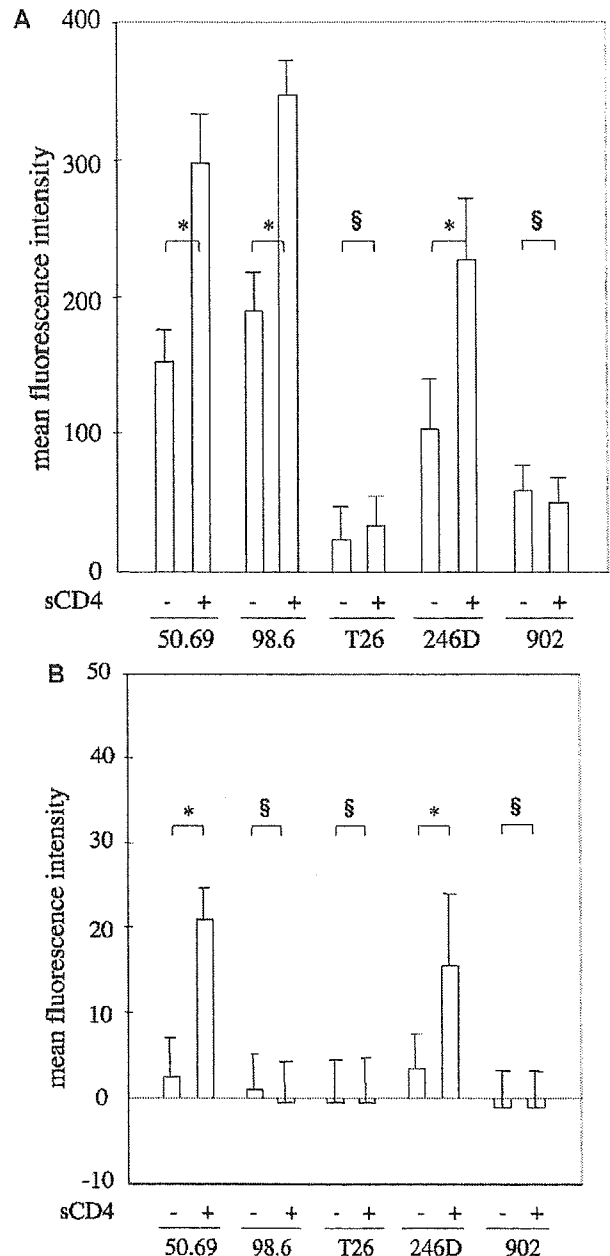 A
400
300
200
100
0
mean fluorescence intensity
* * § * §
sCD4 - + - + - + - + - +
50.69 98.6 T26 246D 902
B
50
40
30
20
10
0
-10
mean fluorescence intensity
* § § * §
sCD4 - + - + - + - + - +
50.69 98.6 T26 246D 902